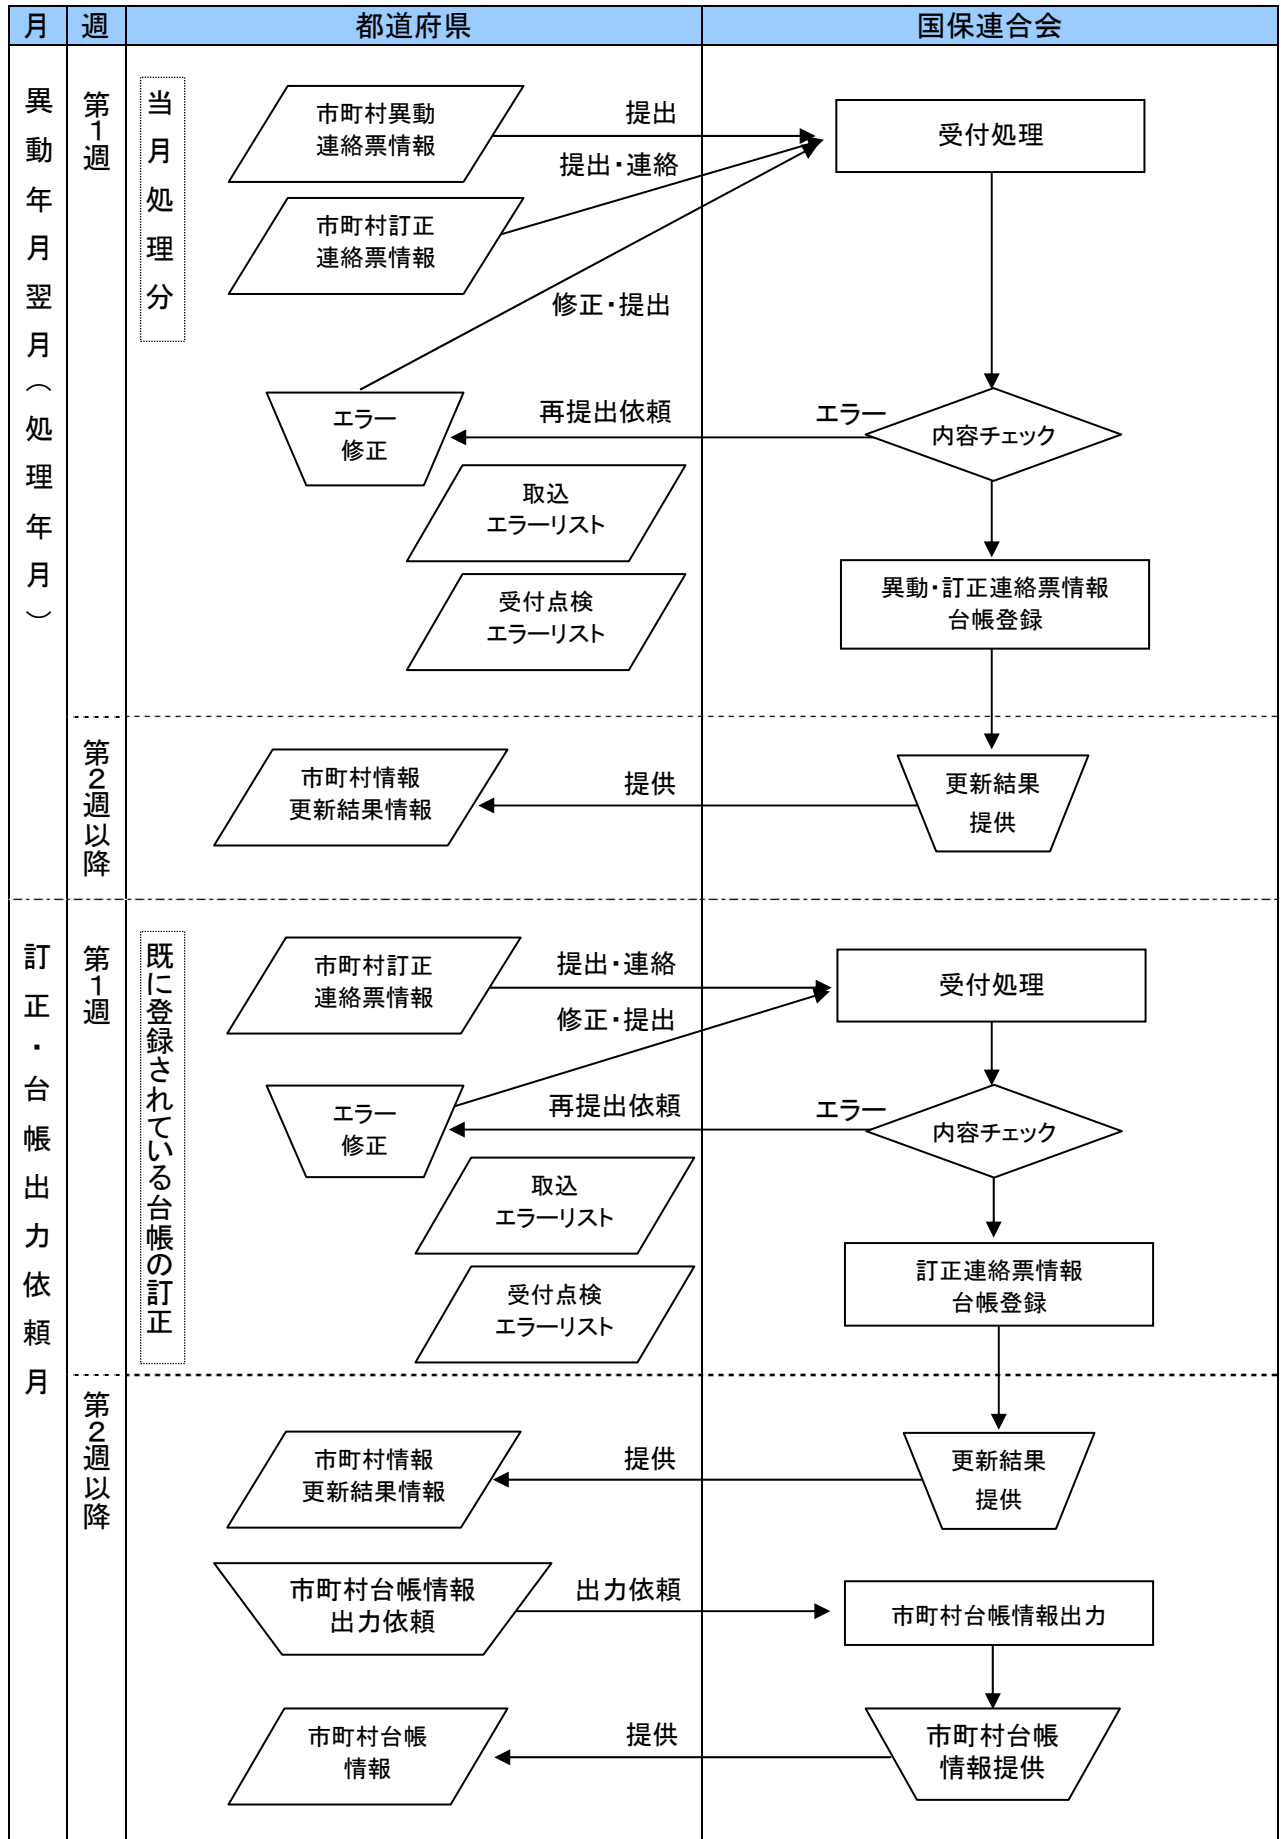 月
週
都道府県
国保連合会
異動年月翌月（処理年月）
第1週
当月処理分
市町村異動
連絡票情報
提出
受付処理
提出・連絡
市町村訂正
連絡票情報
修正・提出
エラー
修正
再提出依頼
エラー
内容チェック
取込
エラーリスト
異動・訂正連絡票情報
台帳登録
受付点検
エラーリスト
第2週以降
市町村情報
更新結果情報
提供
更新結果
提供
訂正・台帳出力依頼月
第1週
既に登録されている台帳の訂正
市町村訂正
連絡票情報
提出・連絡
受付処理
修正・提出
エラー
修正
再提出依頼
エラー
内容チェック
取込
エラーリスト
訂正連絡票情報
台帳登録
受付点検
エラーリスト
第2週以降
市町村情報
更新結果情報
提供
更新結果
提供
市町村台帳情報
出力依頼
出力依頼
市町村台帳情報出力
市町村台帳
情報
提供
市町村台帳
情報提供